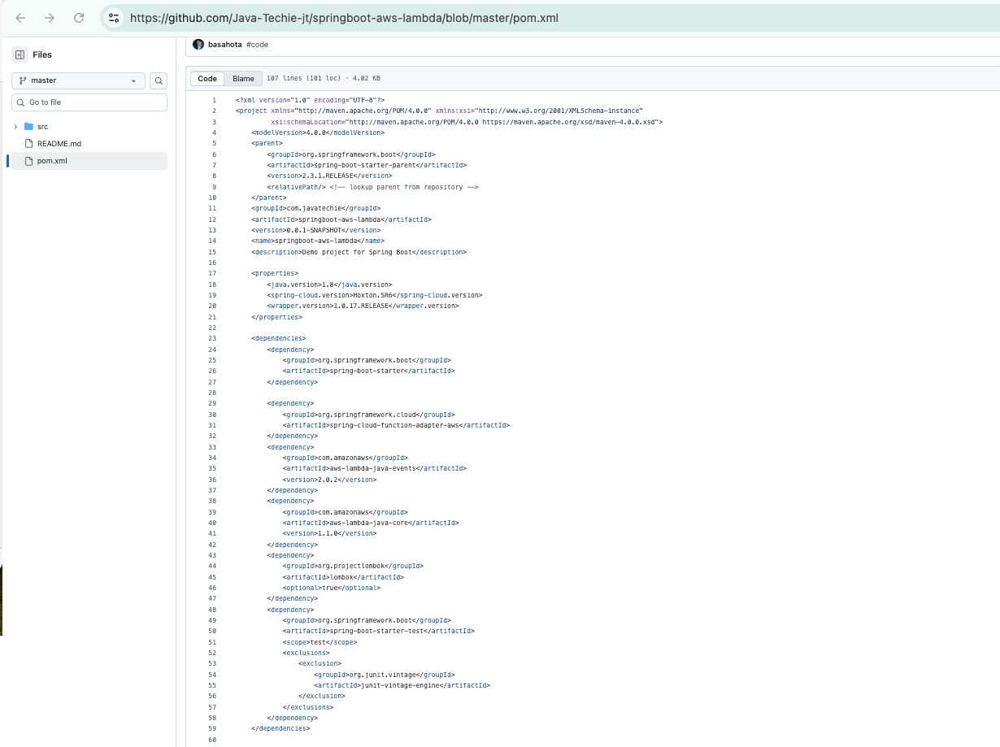 https://github.com/Java-Techie-jt/springboot-aws-lambda/blob/master/pom.xml
Files
master
Go to file
src
README.md
pom.xml
basahota #code
Code Blame 107 lines (101 loc) · 4.02 KB
1 <?xml version="1.0" encoding="UTF-8"?>
2 <project xmlns="http://maven.apache.org/POM/4.0.0" xmlns:xsi="http://www.w3.org/2001/XMLSchema-instance"
3 xsi:schemaLocation="http://maven.apache.org/POM/4.0.0 https://maven.apache.org/xsd/maven-4.0.0.xsd">
4 <modelVersion>4.0.0</modelVersion>
5 <parent>
6 <groupId>org.springframework.boot</groupId>
7 <artifactId>spring-boot-starter-parent</artifactId>
8 <version>2.3.1.RELEASE</version>
9 <relativePath/> <!-- lookup parent from repository -->
10 </parent>
11 <groupId>com.javatechie</groupId>
12 <artifactId>springboot-aws-lambda</artifactId>
13 <version>0.0.1-SNAPSHOT</version>
14 <name>springboot-aws-lambda</name>
15 <description>Demo project for Spring Boot</description>
16
17 <properties>
18 <java.version>1.8</java.version>
19 <spring-cloud.version>Hoxton.SR6</spring-cloud.version>
20 <wrapper.version>1.0.17.RELEASE</wrapper.version>
21 </properties>
22
23 <dependencies>
24 <dependency>
25 <groupId>org.springframework.boot</groupId>
26 <artifactId>spring-boot-starter</artifactId>
27 </dependency>
28
29 <dependency>
30 <groupId>org.springframework.cloud</groupId>
31 <artifactId>spring-cloud-function-adapter-aws</artifactId>
32 </dependency>
33 <dependency>
34 <groupId>com.amazonaws</groupId>
35 <artifactId>aws-lambda-java-events</artifactId>
36 <version>2.0.2</version>
37 </dependency>
38 <dependency>
39 <groupId>com.amazonaws</groupId>
40 <artifactId>aws-lambda-java-core</artifactId>
41 <version>1.1.0</version>
42 </dependency>
43 <dependency>
44 <groupId>org.projectlombok</groupId>
45 <artifactId>lombok</artifactId>
46 <optional>true</optional>
47 </dependency>
48 <dependency>
49 <groupId>org.springframework.boot</groupId>
50 <artifactId>spring-boot-starter-test</artifactId>
51 <scope>test</scope>
52 <exclusions>
53 <exclusion>
54 <groupId>org.junit.vintage</groupId>
55 <artifactId>junit-vintage-engine</artifactId>
56 </exclusion>
57 </exclusions>
58 </dependency>
59 </dependencies>
60